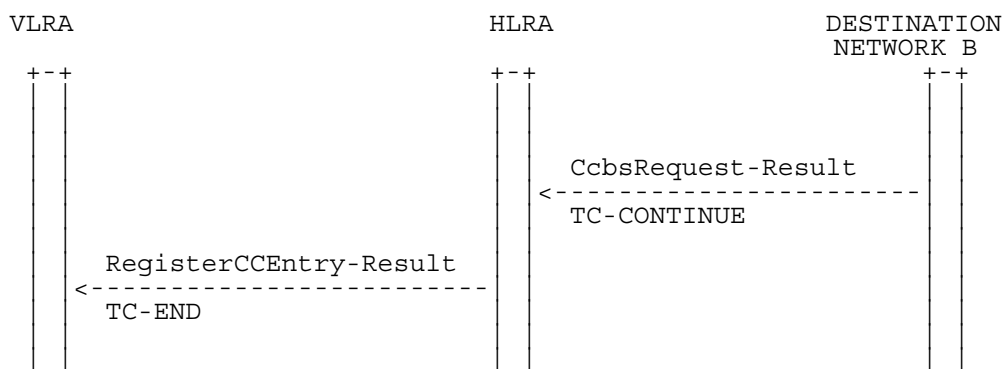 VLRA HLRA DESTINATION
NETWORK B
CcbsRequest-Result
TC-CONTINUE
RegisterCCEntry-Result
TC-END